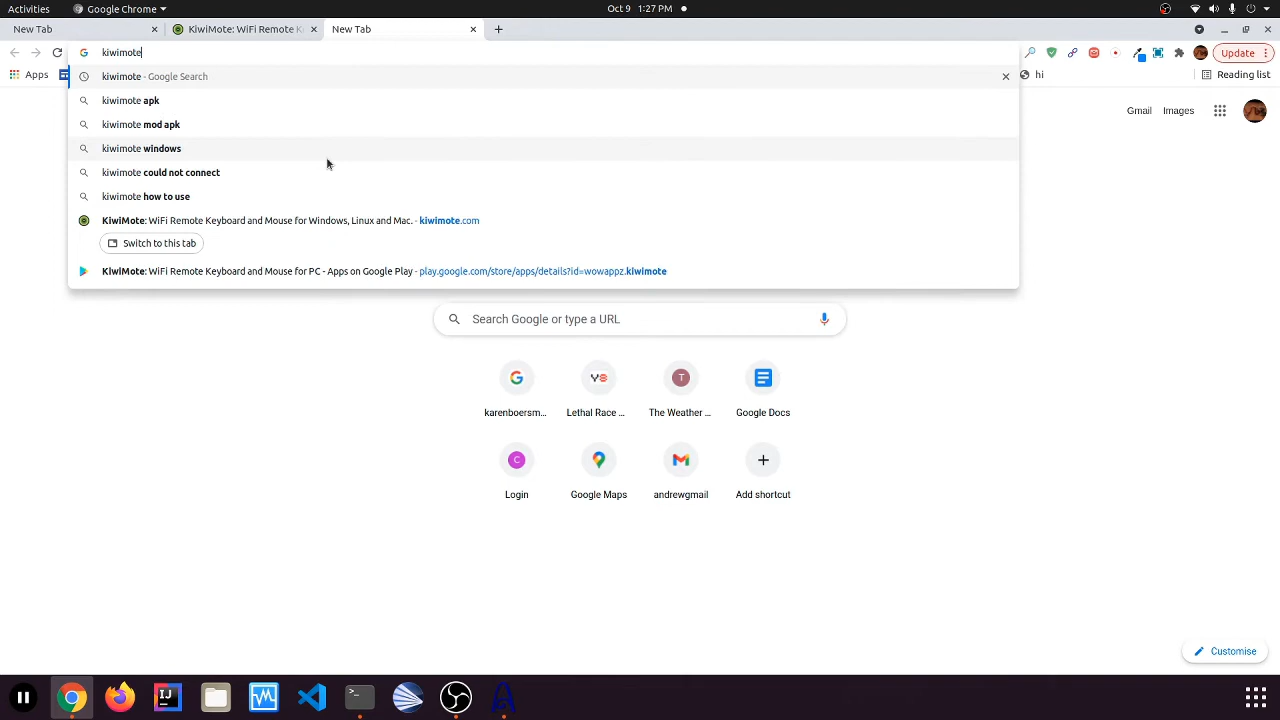 Activities
Google Chrome
Oct 9 1:27 PM
New Tab
KiwiMote: WiFi Remote K
New Tab
kiwimote
Update
Apps
hi
Reading list
kiwimote - Google Search
kiwimote apk
kiwimote mod apk
kiwimote windows
kiwimote could not connect
kiwimote how to use
KiwiMote: WiFi Remote Keyboard and Mouse for Windows, Linux and Mac. - kiwimote.com
Switch to this tab
KiwiMote: WiFi Remote Keyboard and Mouse for PC - Apps on Google Play - play.google.com/store/apps/details?id=wowappz.kiwimote
Gmail Images
Search Google or type a URL
karenboersm...
Lethal Race ...
T
The Weather ...
Google Docs
C
Login
Google Maps
andrewgmail
Add shortcut
Customise